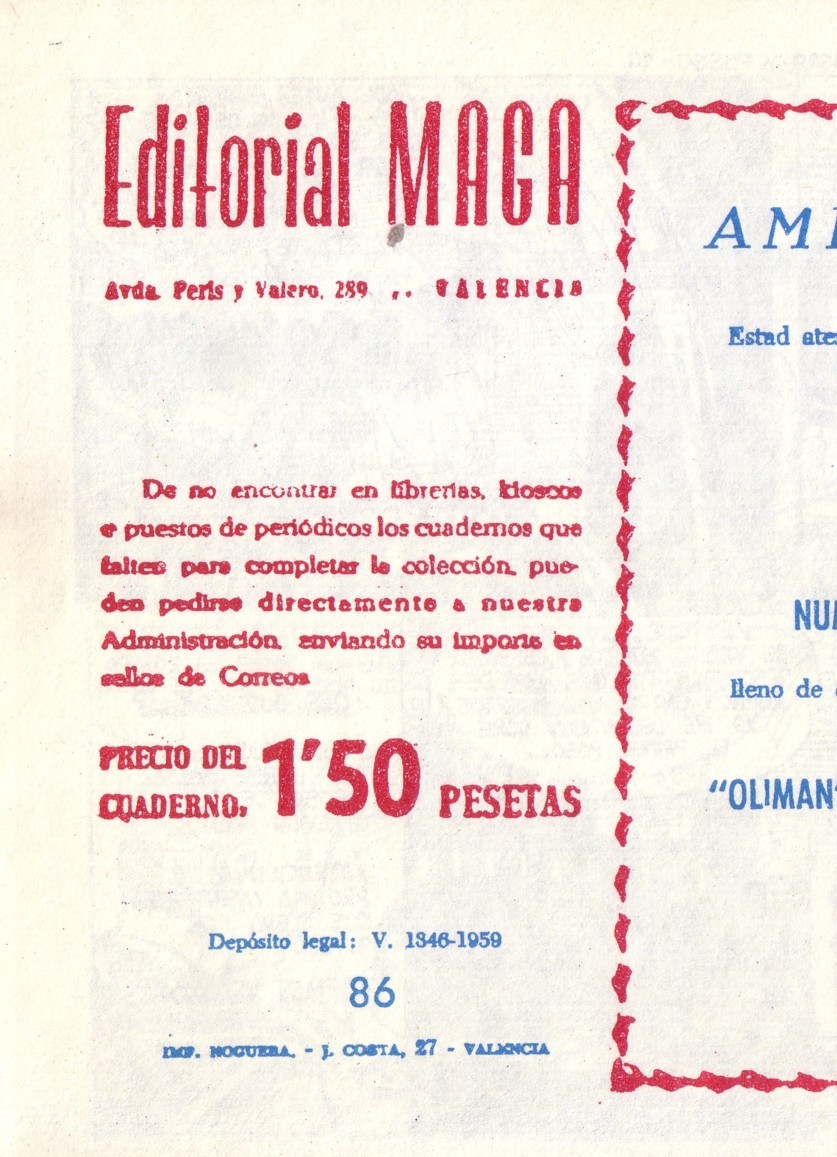 Editorial MAGA
Avda. Peris y Valero, 289 .. VALENCIA
De no encontrar en librerías, kioscos
o puestos de periódicos los cuadernos que
falten para completar la colección, pue-
den pedirse directamente a nuestra
Administración, enviando su importe en
sellos de Correos
PRECIO DEL
CUADERNO, 1'50 PESETAS
Depósito legal: V. 1346-1959
86
IMP. NOGUERA. - J. COSTA, 27 - VALENCIA
AMI
Estad ate
NU
lleno de
"OLIMAN"